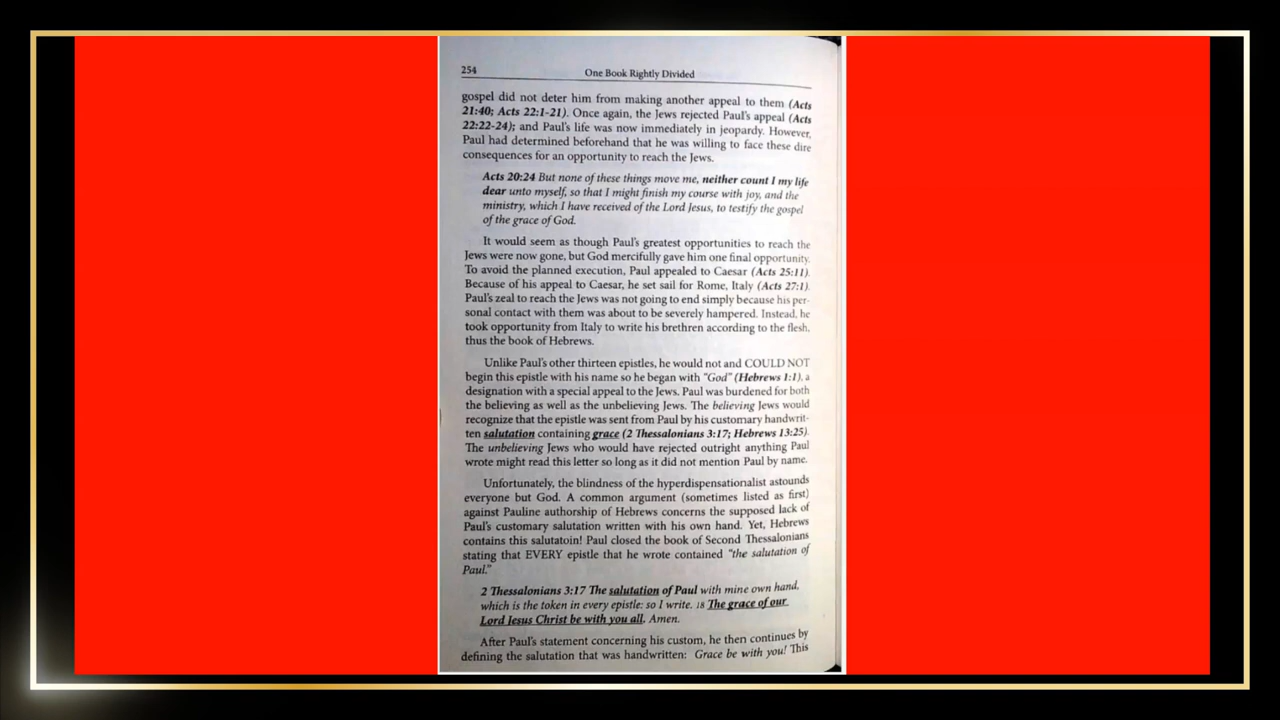 254
One Book Rightly Divided
gospel did not deter him from making another appeal to them (Acts
21:40; Acts 22:1-21). Once again, the Jews rejected Paul's appeal (Acts
22:22-24); and Paul's life was now immediately in jeopardy. However,
Paul had determined beforehand that he was willing to face these dire
consequences for an opportunity to reach the Jews.
Acts 20:24 But none of these things move me, neither count I my life
dear unto myself, so that I might finish my course with joy, and the
ministry, which I have received of the Lord Jesus, to testify the gospel
of the grace of God.
It would seem as though Paul's greatest opportunities to reach the
Jews were now gone, but God mercifully gave him one final opportunity.
To avoid the planned execution, Paul appealed to Caesar (Acts 25:11).
Because of his appeal to Caesar, he set sail for Rome, Italy (Acts 27:1).
Paul's zeal to reach the Jews was not going to end simply because his per-
sonal contact with them was about to be severely hampered. Instead, he
took opportunity from Italy to write his brethren according to the flesh,
thus the book of Hebrews.
Unlike Paul's other thirteen epistles, he would not and COULD NOT
begin this epistle with his name so he began with "God" (Hebrews 1:1), a
designation with a special appeal to the Jews. Paul was burdened for both
the believing as well as the unbelieving Jews. The believing Jews would
recognize that the epistle was sent from Paul by his customary handwrit-
ten salutation containing grace (2 Thessalonians 3:17; Hebrews 13:25).
The unbelieving Jews who would have rejected outright anything Paul
wrote might read this letter so long as it did not mention Paul by name.
Unfortunately, the blindness of the hyperdispensationalist astounds
everyone but God. A common argument (sometimes listed as first)
against Pauline authorship of Hebrews concerns the supposed lack of
Paul's customary salutation written with his own hand. Yet, Hebrews
contains this salutatoin! Paul closed the book of Second Thessalonians
stating that EVERY epistle that he wrote contained "the salutation of
Paul."
2 Thessalonians 3:17 The salutation of Paul with mine own hand,
which is the token in every epistle: so I write. 18 The grace of our
Lord Jesus Christ be with you all. Amen.
After Paul's statement concerning his custom, he then continues by
defining the salutation that was handwritten: Grace be with you! This